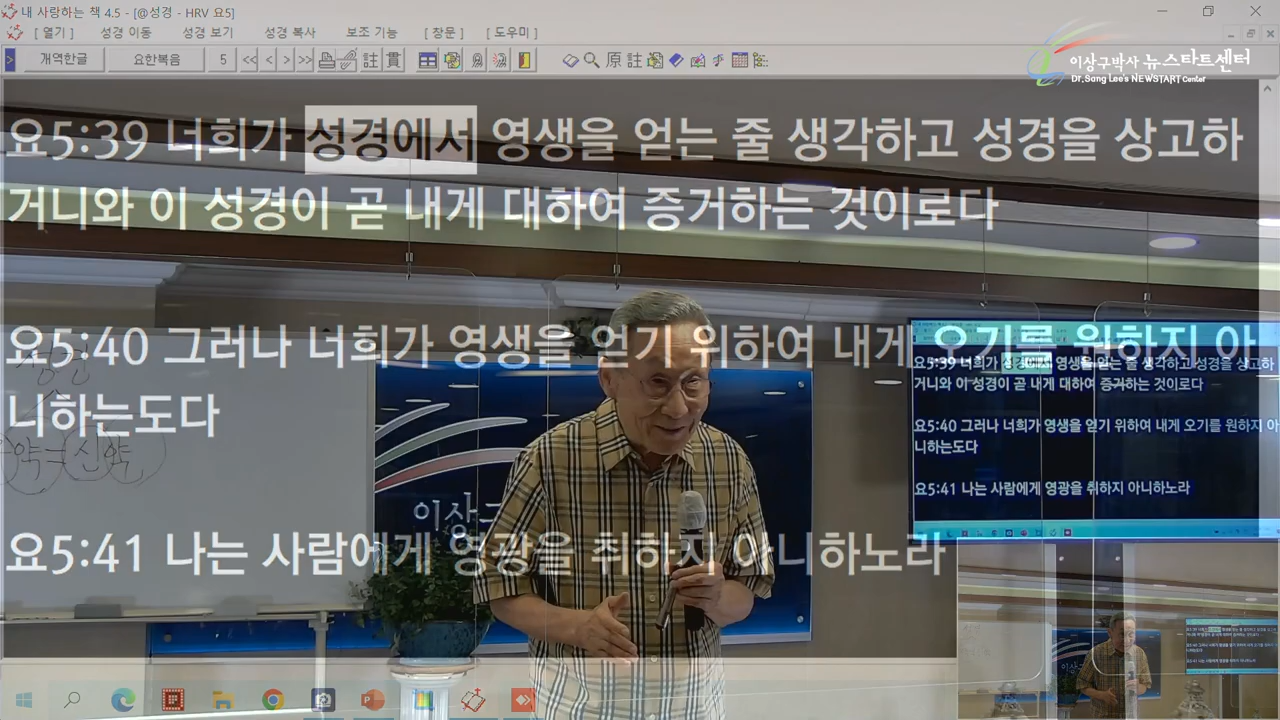 내 사랑하는 책 4.5 - [@성경 - HRV 요5]
[ 열기 ] 성경 이동 성경 보기 성경 복사 보조 기능 [ 창문 ] [ 도우미 ]
개역한글 요한복음 5 << < > >> 註 貫 原 註
이상구박사 뉴스타트센터
Dr. Sang Lee's NEWSTART Center
요5:39 너희가 성경에서 영생을 얻는 줄 생각하고 성경을 상고하
거니와 이 성경이 곧 내게 대하여 증거하는 것이로다
요5:40 그러나 너희가 영생을 얻기 위하여 내게 오기를 원하지 아
니하는도다
요5:41 나는 사람에게 영광을 취하지 아니하노라
성경
약 신약
이상구
요5:39 너희가 성경에서 영생을 얻는 줄 생각하고 성경을 상고하
거니와 이 성경이 곧 내게 대하여 증거하는 것이로다
요5:40 그러나 너희가 영생을 얻기 위하여 내게 오기를 원하지 아
니하는도다
요5:41 나는 사람에게 영광을 취하지 아니하노라